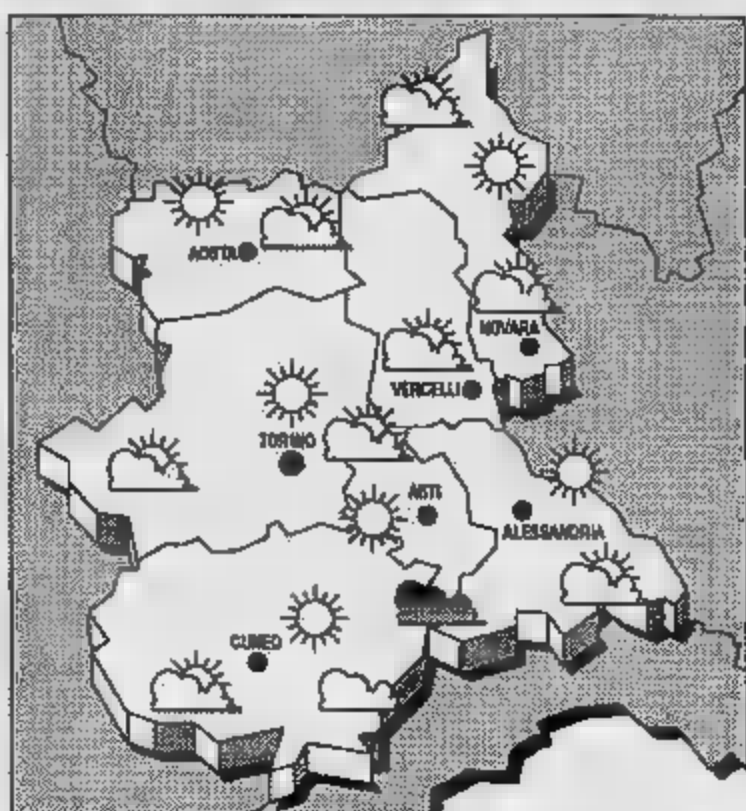 AOSTA
NOVARA
VERCELLI
TORINO
ASTI
ALESSANDRIA
CUNEO